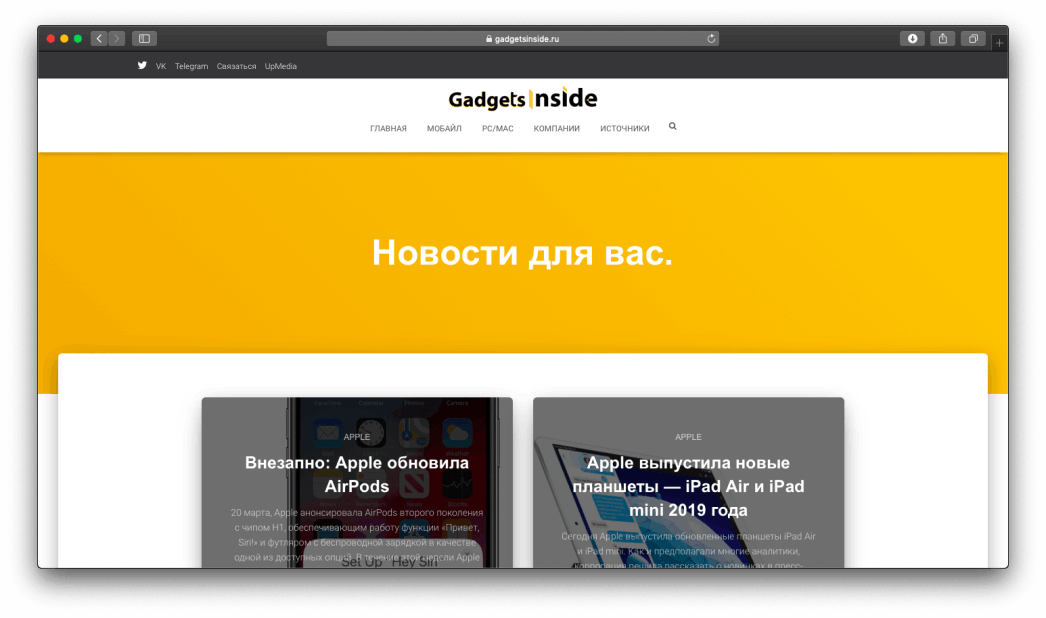 gadgetsinside.ru
VK Telegram Связаться UpMedia
Gadgets Inside
ГЛАВНАЯ МОБАЙЛ PC/MAC КОМПАНИИ ИСТОЧНИКИ
Новости для вас.
APPLE
Внезапно: Apple обновила
AirPods
20 марта, Apple анонсировала AirPods второго поколения
с чипом H1, обеспечивающим работу функции «Привет,
Siri!» и футляром с беспроводной зарядкой в качестве
одной из доступных опций. В течение этой недели Apple
Set Up "Hey Siri"
APPLE
Apple выпустила новые
планшеты — iPad Air и iPad
mini 2019 года
Сегодня Apple выпустила обновленные планшеты iPad Air
и iPad mini. Как и предполагали многие аналитики,
корпорация решила рассказать о новинках в пресс-